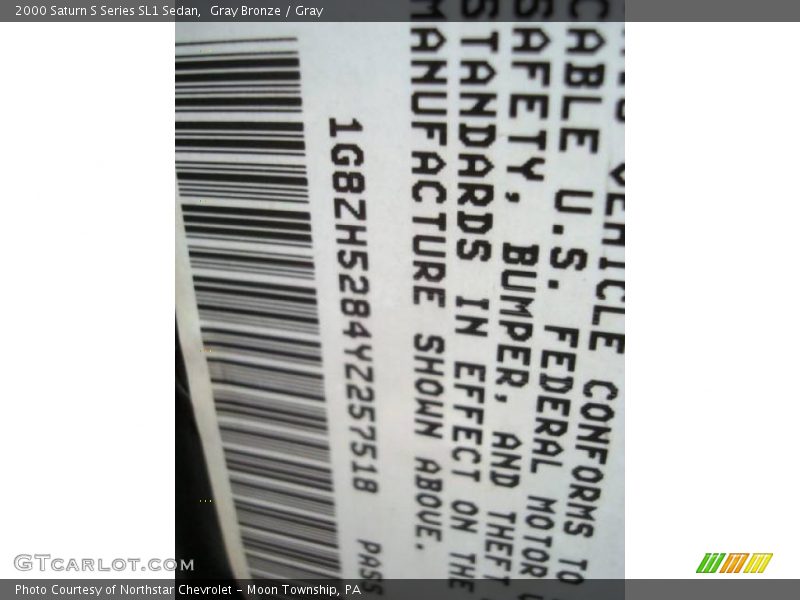 2000 Saturn S Series SL1 Sedan, Gray Bronze / Gray
VEHICLE CONFORMS TO
CABLE U.S. FEDERAL MOTOR
SAFETY, BUMPER, AND THEFT
STANDARDS IN EFFECT ON THE
MANUFACTURE SHOWN ABOVE.
1G8ZH5284YZ257518 PASS
GTCarLot.com
Photo Courtesy of Northstar Chevrolet - Moon Township, PA